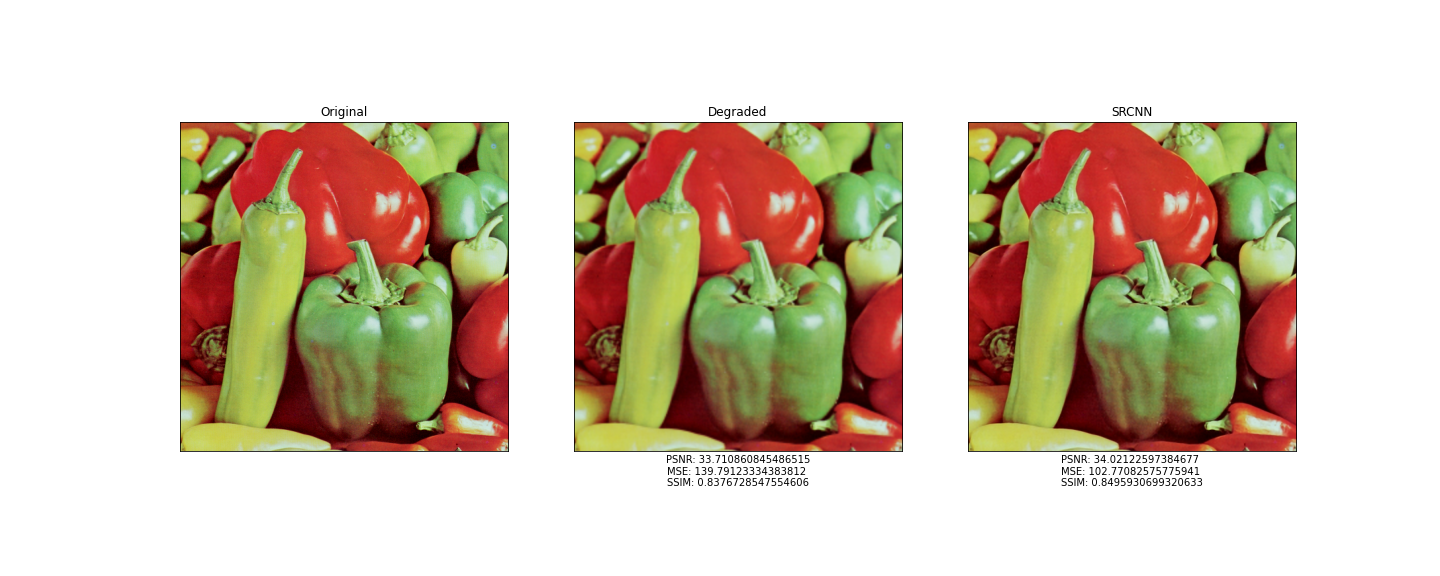 Original
Degraded
SRCNN
PSNR: 33.710860845486515
MSE: 139.79123334383812
SSIM: 0.8376728547554606
PSNR: 34.02122597384677
MSE: 102.77082575775941
SSIM: 0.8495930699320633